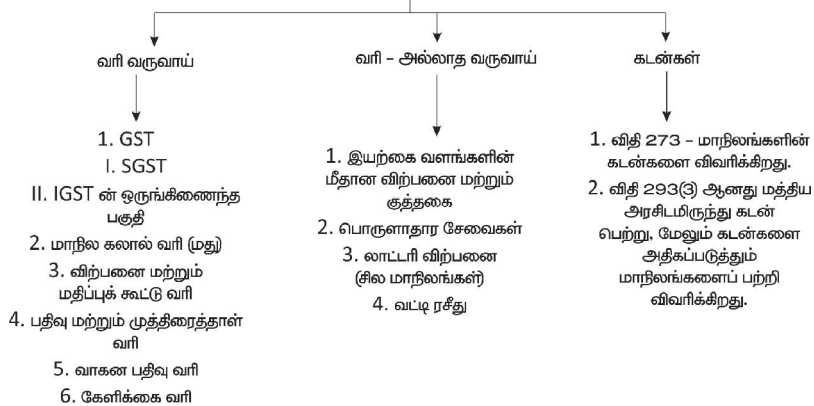 வரி வருவாய்
1. GST
I. SGST
II. IGST ன் ஒருங்கிணைந்த
பகுதி
2. மாநில கலால் வரி (மது)
3. விற்பனை மற்றும்
மதிப்புக் கூட்டு வரி
4. பதிவு மற்றும் முத்திரைத்தாள்
வரி
5. வாகன பதிவு வரி
6. கேளிக்கை வரி
வரி – அல்லாத வருவாய்
1. இயற்கை வளங்களின்
மீதான விற்பனை மற்றும்
குத்தகை
2. பொருளாதார சேவைகள்
3. லாட்டரி விற்பனை
(சில மாநிலங்கள்)
4. வட்டி ரசீது
கடன்கள்
1. விதி 273 – மாநிலங்களின்
கடன்களை விவரிக்கிறது.
2. விதி 293(3) ஆனது மத்திய
அரசிடமிருந்து கடன்
பெற்று, மேலும் கடன்களை
அதிகப்படுத்தும்
மாநிலங்களைப் பற்றி
விவரிக்கிறது.